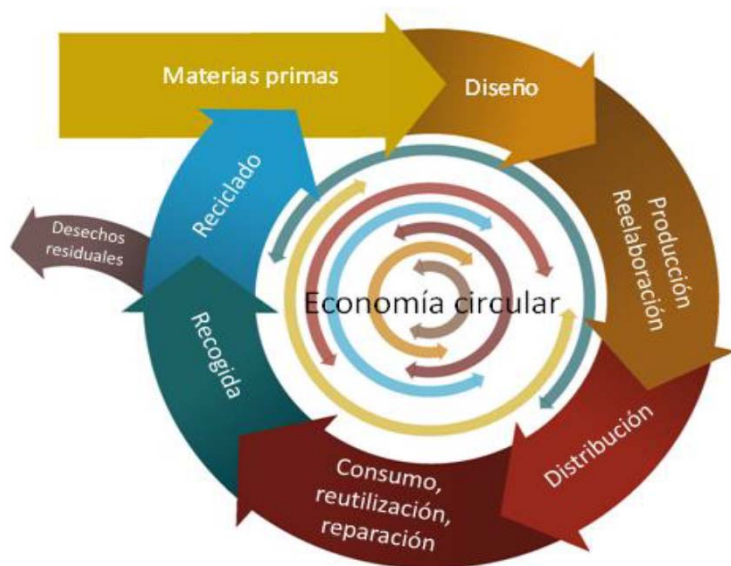 Materias primas
Diseño
Producción
Reelaboración
Distribución
Consumo,
reutilización,
reparación
Recogida
Reciclado
Desechos
residuales
Economía circular